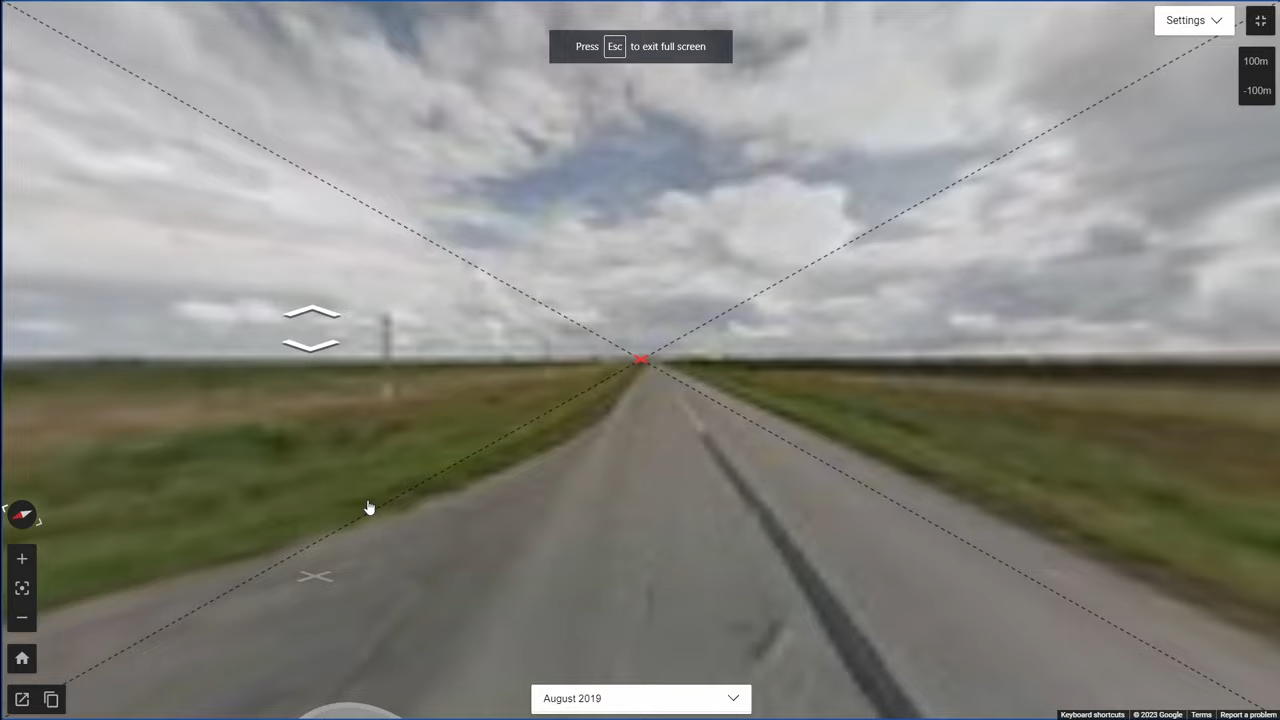 Settings
Press Esc to exit full screen
100m
-100m
August 2019
Keyboard shortcuts © 2023 Google Terms Report a problem